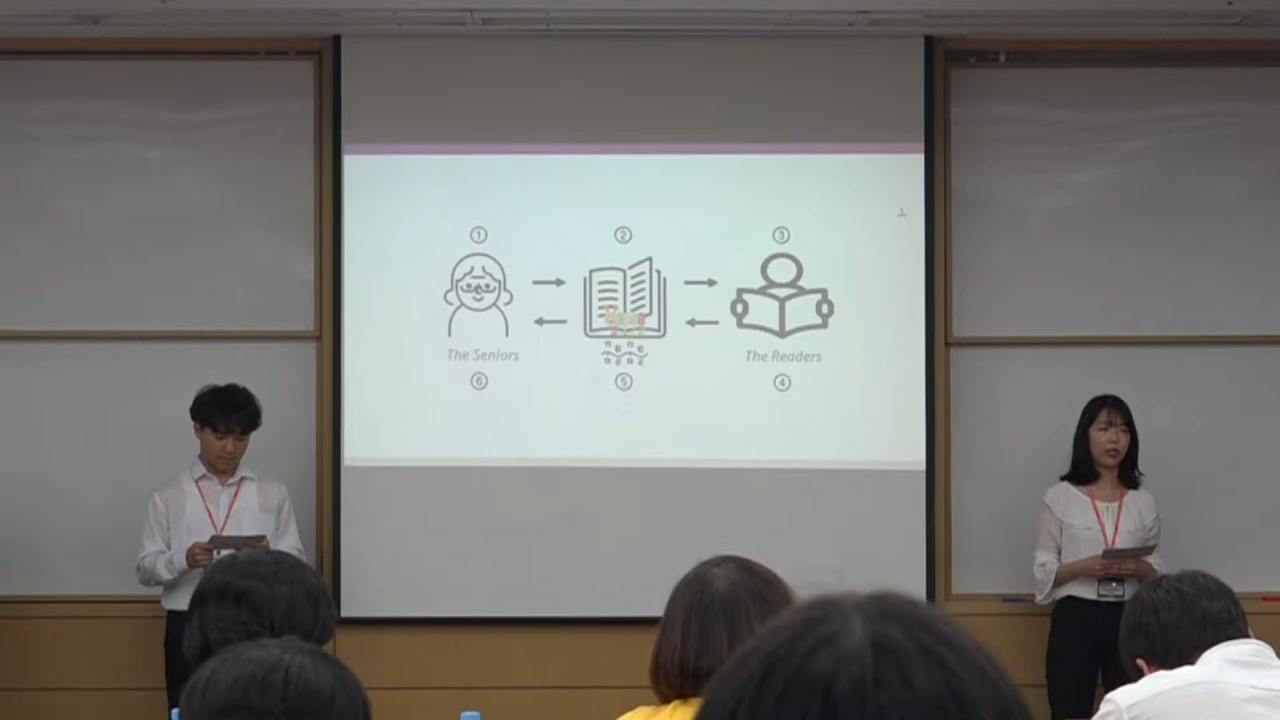 ① ② ③
The Seniors
The Readers
⑥ ⑤ ④